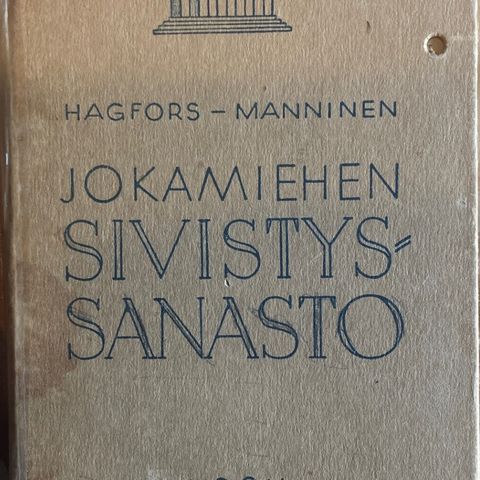 HAGFORS – MANNINEN
JOKAMIEHEN
SIVISTYS-
SANASTO